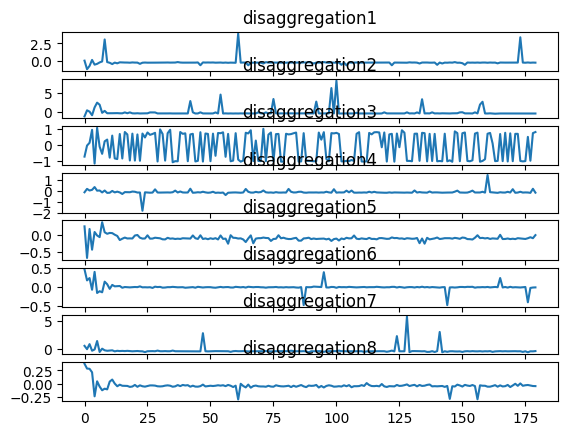 disaggregation1
2.5
0.0
disaggregation2
5
0
disaggregation3
1
0
−1
disaggregation4
1
0
−1
−2
disaggregation5
0.0
−0.5
disaggregation6
0.5
0.0
−0.5
disaggregation7
5
0
disaggregation8
0.25
0.00
−0.25
0 25 50 75 100 125 150 175